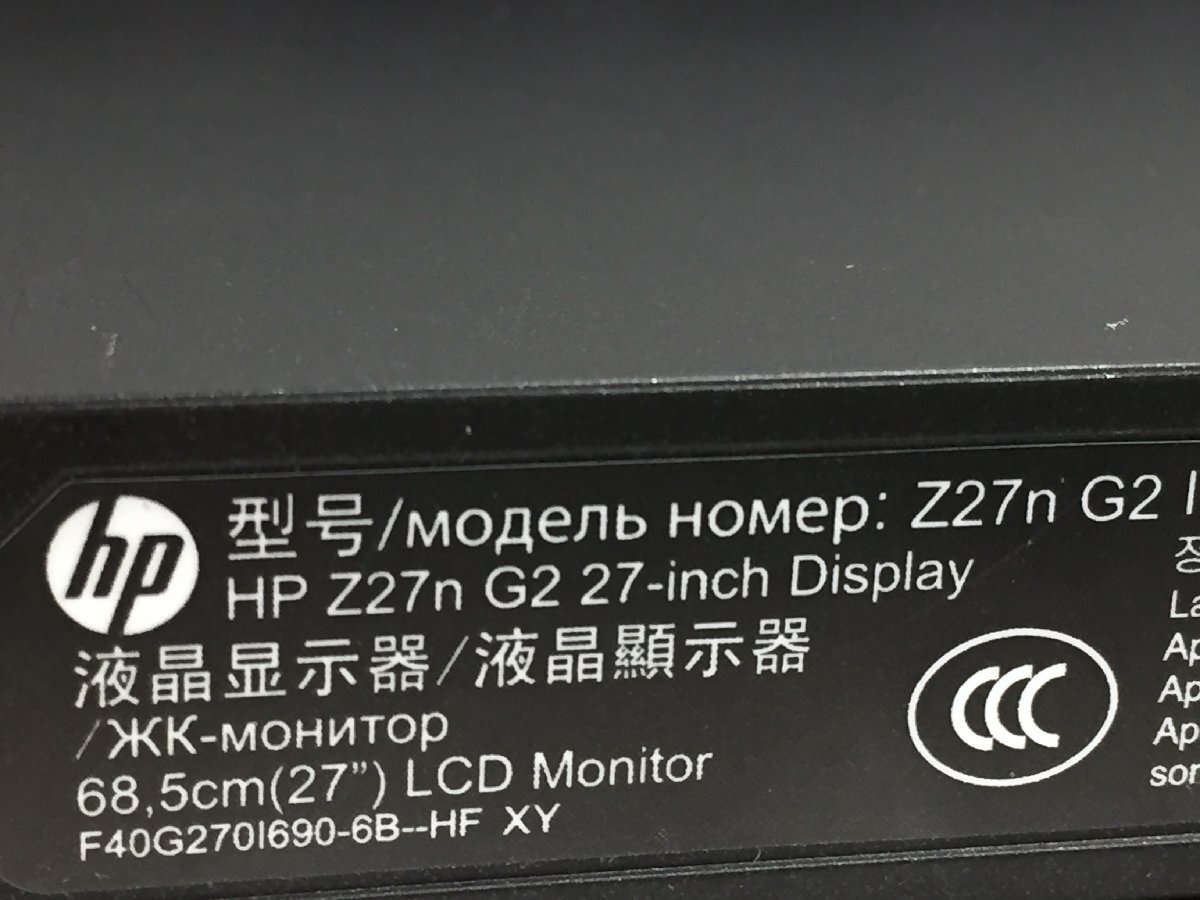 hp
型号/модель номер: Z27n G2
HP Z27n G2 27-inch Display
液晶显示器/液晶顯示器
/ЖК-монитор
68,5cm(27”) LCD Monitor
F40G270I690-6B--HF XY
CCC